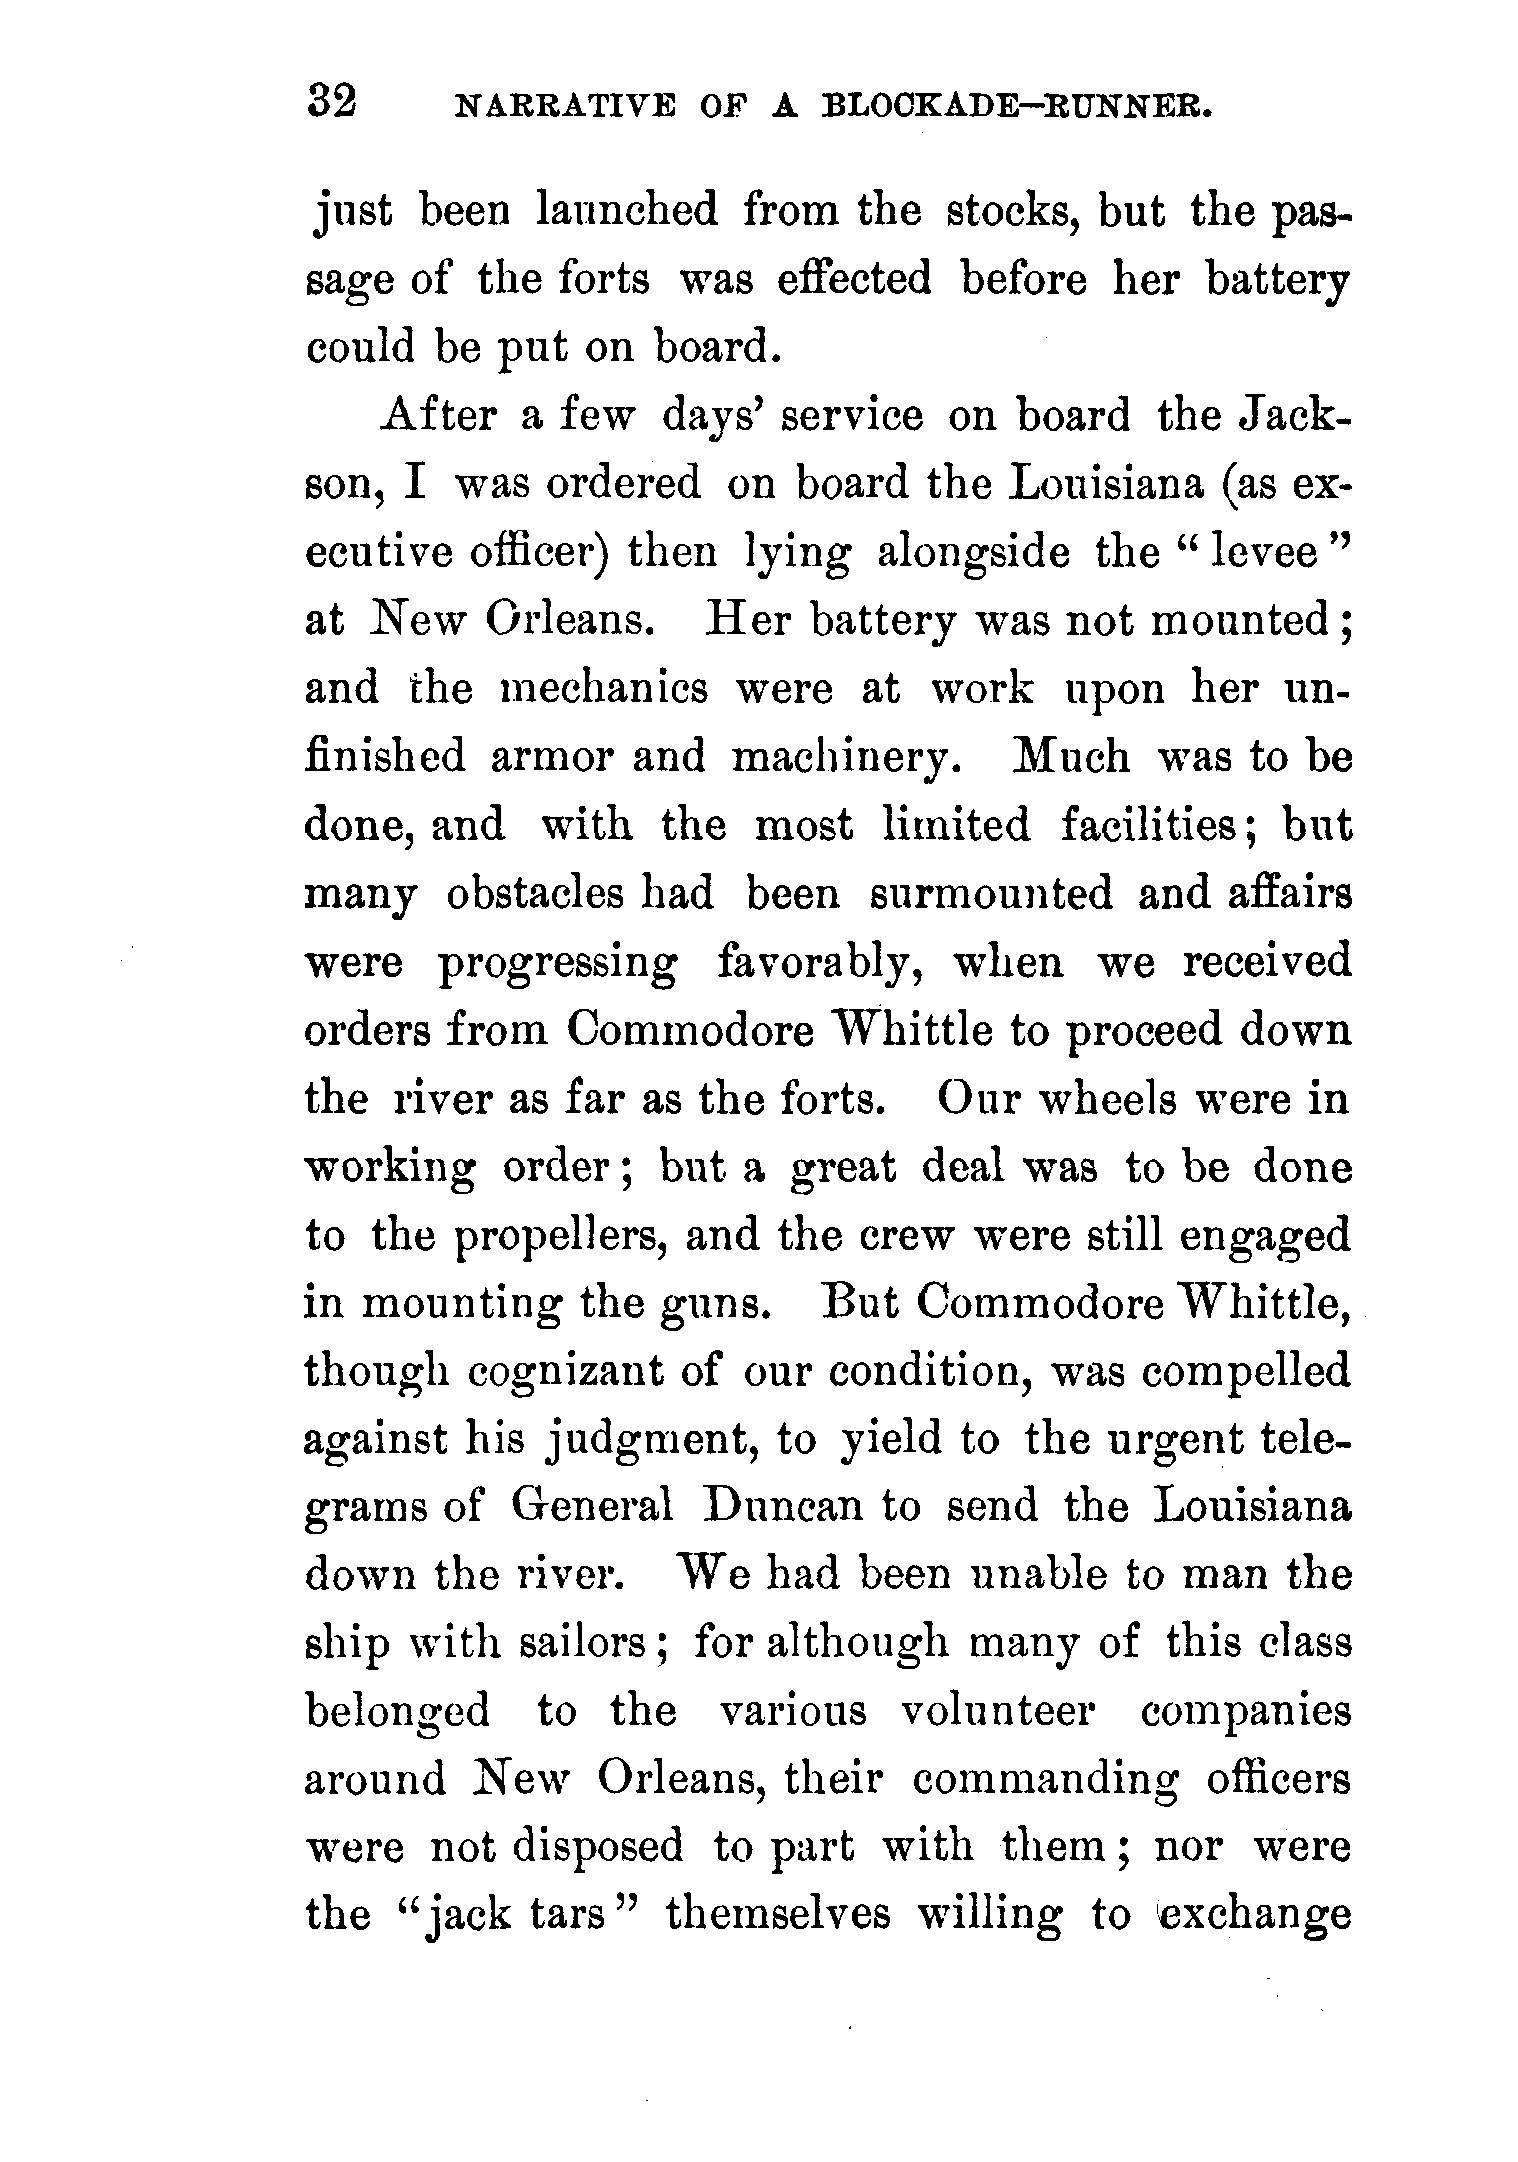 32 NARRATIVE OF A BLOCKADE-RUNNER.
just been launched from the stocks, but the pas-
sage of the forts was effected before her battery
could be put on board.
After a few days' service on board the Jack-
son, I was ordered on board the Louisiana (as ex-
ecutive officer) then lying alongside the "levee"
at New Orleans. Her battery was not mounted;
and the mechanics were at work upon her un-
finished armor and machinery. Much was to be
done, and with the most limited facilities; but
many obstacles had been surmounted and affairs
were progressing favorably, when we received
orders from Commodore Whittle to proceed down
the river as far as the forts. Our wheels were in
working order; but a great deal was to be done
to the propellers, and the crew were still engaged
in mounting the guns. But Commodore Whittle,
though cognizant of our condition, was compelled
against his judgment, to yield to the urgent tele-
grams of General Duncan to send the Louisiana
down the river. We had been unable to man the
ship with sailors; for although many of this class
belonged to the various volunteer companies
around New Orleans, their commanding officers
were not disposed to part with them; nor were
the "jack tars" themselves willing to exchange